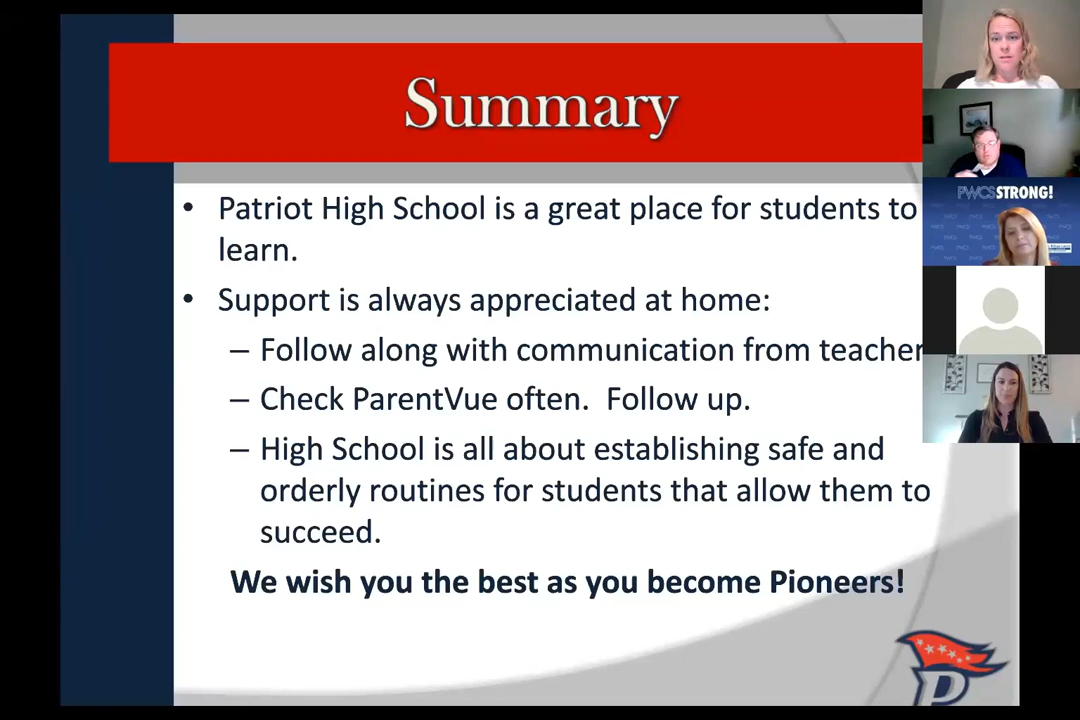 Summary
PWCSSTRONG!
• Patriot High School is a great place for students to
learn.
• Support is always appreciated at home:
– Follow along with communication from teacher
– Check ParentVue often. Follow up.
– High School is all about establishing safe and
orderly routines for students that allow them to
succeed.
We wish you the best as you become Pioneers!
P